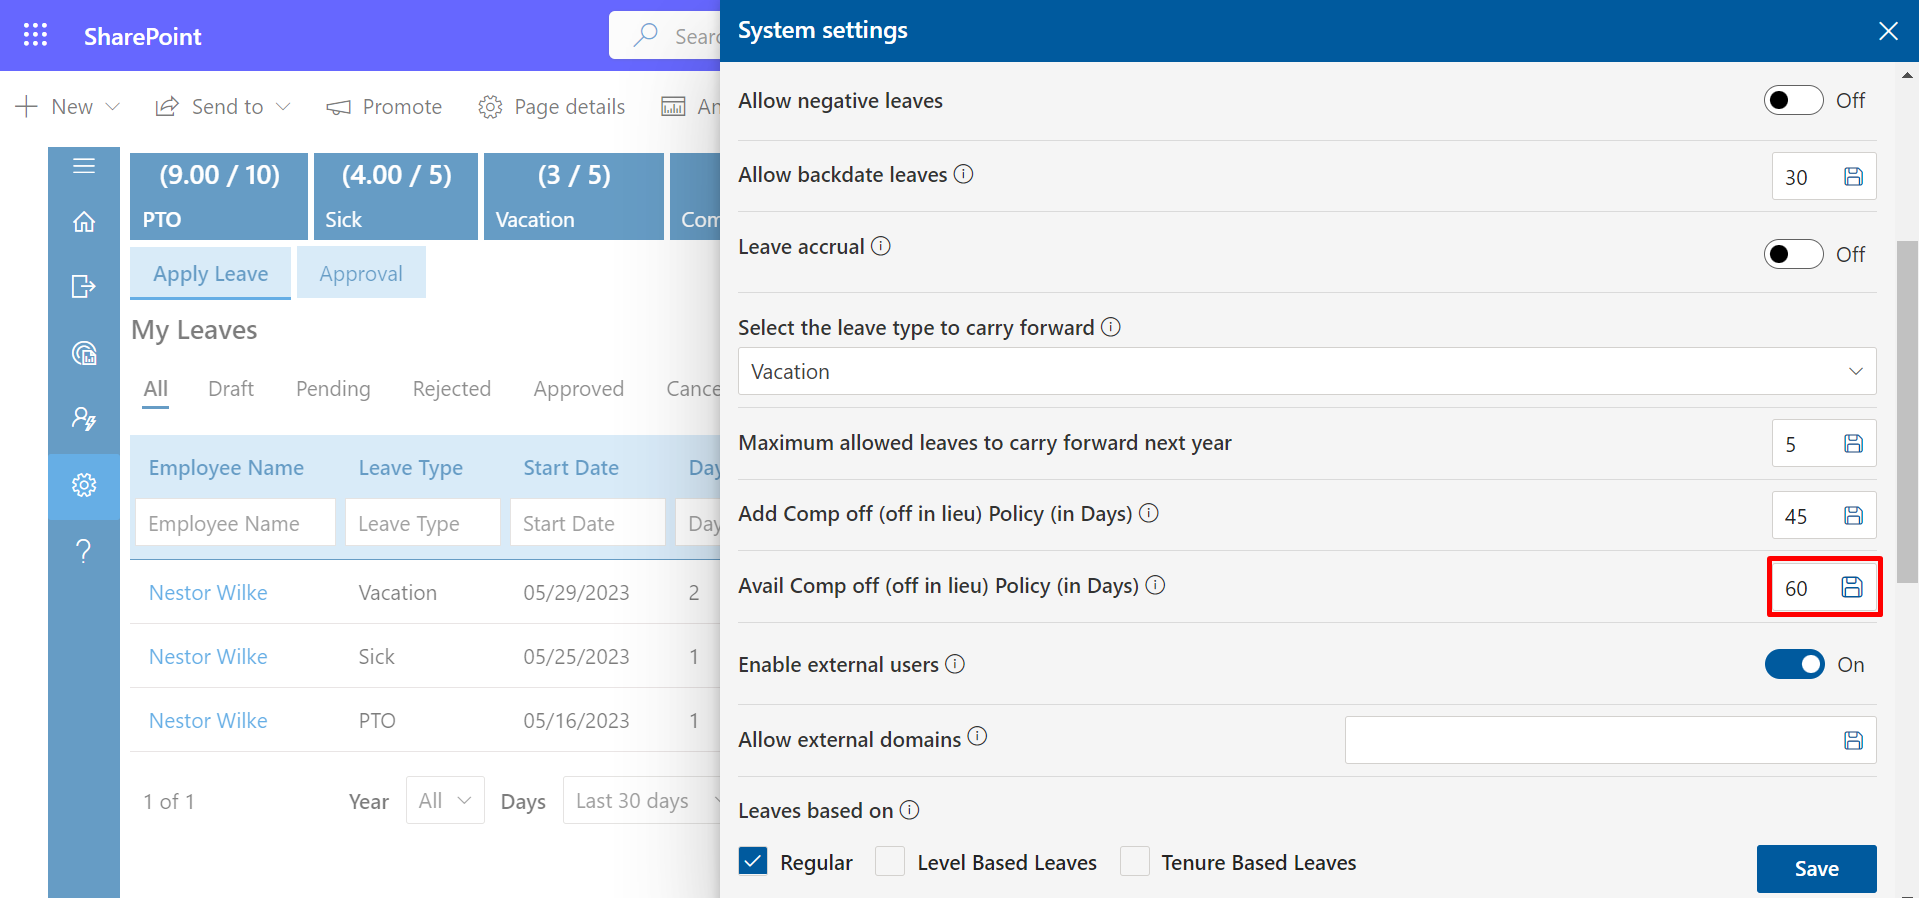 SharePoint
Searc
System settings
New
Send to
Promote
Page details
An
(9.00 / 10)
PTO
(4.00 / 5)
Sick
(3 / 5)
Vacation
Com
Apply Leave
Approval
My Leaves
All
Draft
Pending
Rejected
Approved
Cance
Employee Name
Leave Type
Start Date
Day
Employee Name
Leave Type
Start Date
Day
Nestor Wilke
Vacation
05/29/2023
2
Nestor Wilke
Sick
05/25/2023
1
Nestor Wilke
PTO
05/16/2023
1
1 of 1
Year
All
Days
Last 30 days
Allow negative leaves
Off
Allow backdate leaves
30
Leave accrual
Off
Select the leave type to carry forward
Vacation
Maximum allowed leaves to carry forward next year
5
Add Comp off (off in lieu) Policy (in Days)
45
Avail Comp off (off in lieu) Policy (in Days)
60
Enable external users
On
Allow external domains
Leaves based on
Regular
Level Based Leaves
Tenure Based Leaves
Save